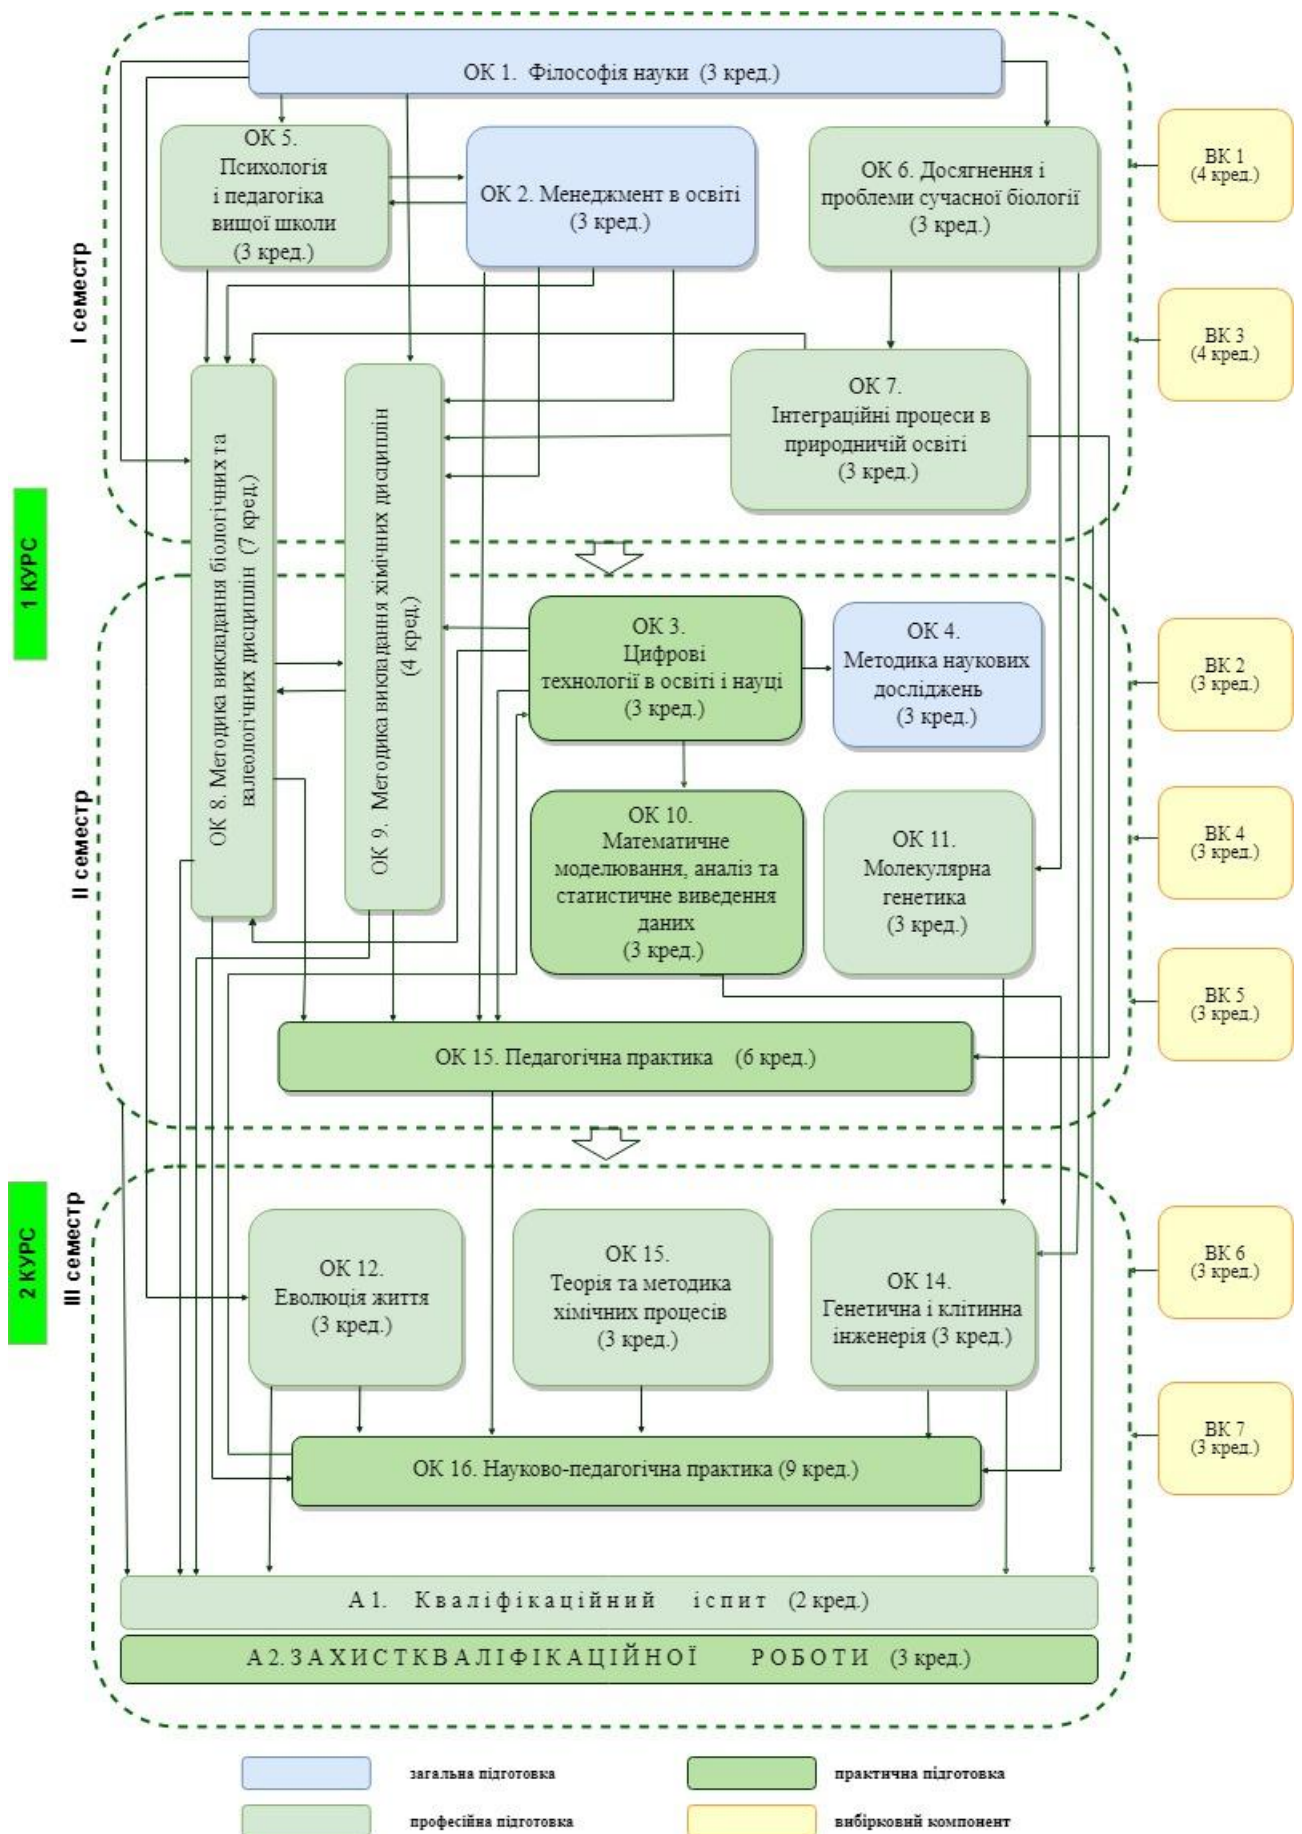 ОК 1. Філософія науки (3 кред.)
ОК 5.
Психологія
і педагогіка
вищої школи
(3 кред.)
ОК 2. Менеджмент в освіті
(3 кред.)
ОК 6. Досягнення і
проблеми сучасної біології
(3 кред.)
ВК 1
(4 кред.)
І семестр
ВК 3
(4 кред.)
ОК 7.
Інтеграційні процеси в
природничій освіті
(3 кред.)
ОК 8. Методика викладання біологічних та
валеологічних дисциплін (7 кред.)
ОК 9. Методика викладання хімічних дисциплін
(4 кред.)
1 КУРС
ІІ семестр
ОК 3.
Цифрові
технології в освіті і науці
(3 кред.)
ОК 4.
Методика наукових
досліджень
(3 кред.)
ВК 2
(3 кред.)
ОК 10.
Математичне
моделювання, аналіз та
статистичне виведення
даних
(3 кред.)
ОК 11.
Молекулярна
генетика
(3 кред.)
ВК 4
(3 кред.)
ВК 5
(3 кред.)
ОК 15. Педагогічна практика (6 кред.)
2 КУРС
ІІІ семестр
ОК 12.
Еволюція життя
(3 кред.)
ОК 15.
Теорія та методика
хімічних процесів
(3 кред.)
ОК 14.
Генетична і клітинна
інженерія (3 кред.)
ВК 6
(3 кред.)
ВК 7
(3 кред.)
ОК 16. Науково-педагогічна практика (9 кред.)
А 1. К в а л і ф і к а ц і й н и й і с п и т (2 кред.)
А 2. З А Х И С Т К В А Л І Ф І К А Ц І Й Н О Ї Р О Б О Т И (3 кред.)
загальна підготовка
практична підготовка
професійна підготовка
вибірковий компонент